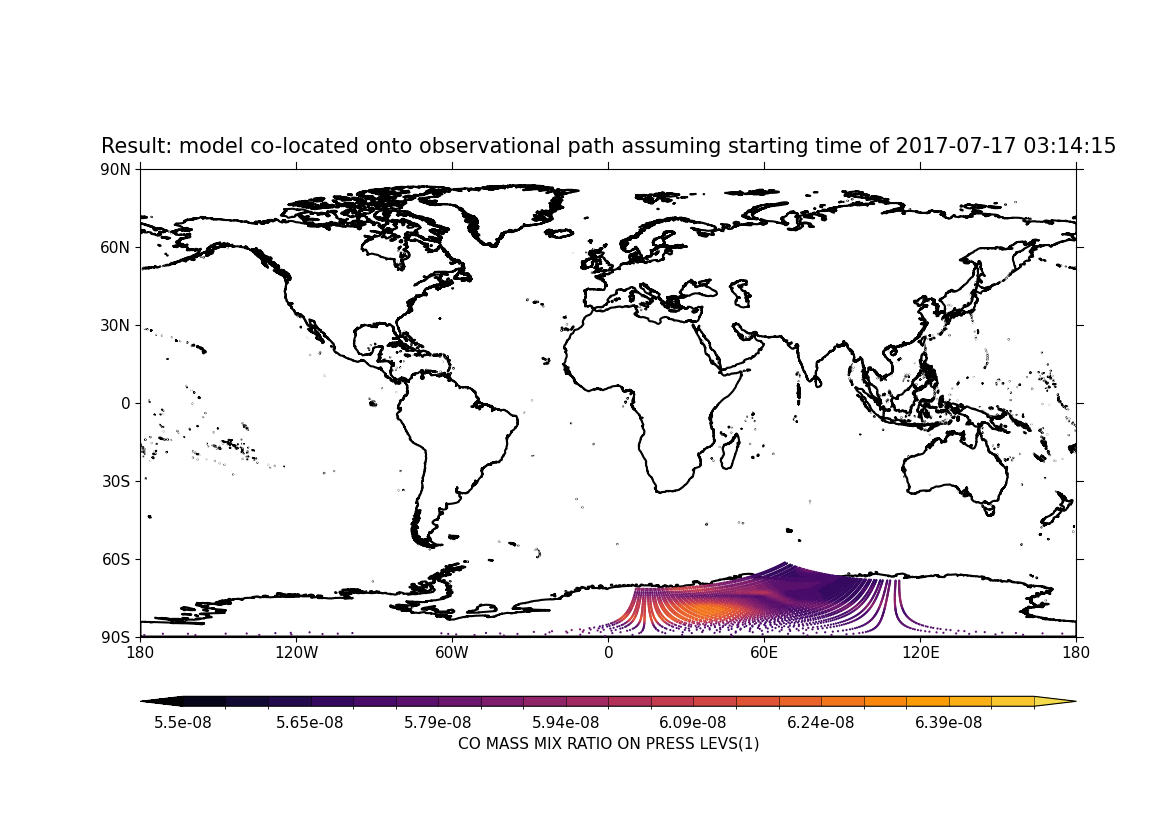 Result: model co-located onto observational path assuming starting time of 2017-07-17 03:14:15
90N
60N
30N
0
30S
60S
90S
180 120W 60W 0 60E 120E 180
5.5e-08 5.65e-08 5.79e-08 5.94e-08 6.09e-08 6.24e-08 6.39e-08
CO MASS MIX RATIO ON PRESS LEVS(1)